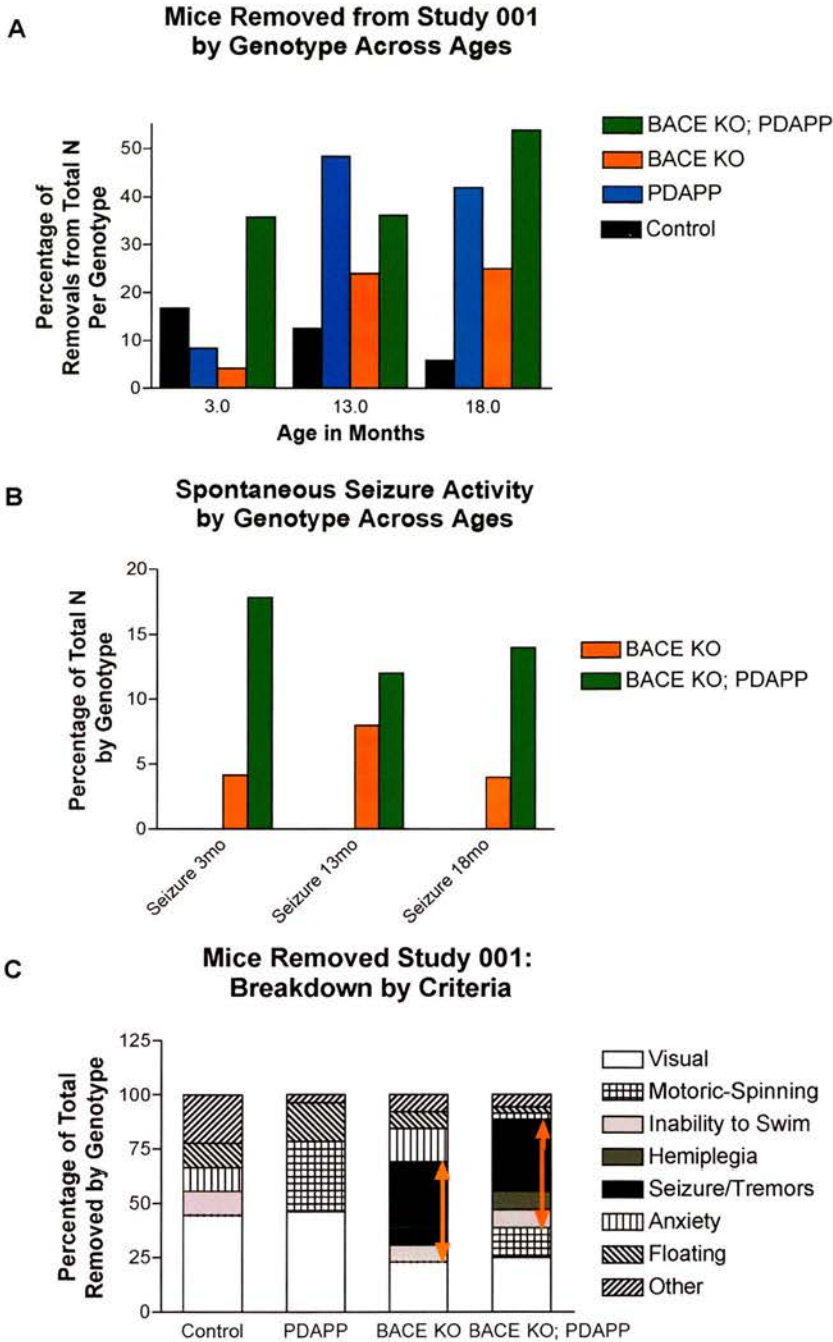 A
Mice Removed from Study 001
by Genotype Across Ages
Percentage of
Removals from Total N
Per Genotype
50
40
30
20
10
0
3.0
13.0
18.0
Age in Months
BACE KO; PDAPP
BACE KO
PDAPP
Control
B
Spontaneous Seizure Activity
by Genotype Across Ages
Percentage of Total N
by Genotype
20
15
10
5
0
Seizure 3mo
Seizure 13mo
Seizure 18mo
BACE KO
BACE KO; PDAPP
C
Mice Removed Study 001:
Breakdown by Criteria
Percentage of Total
Removed by Genotype
125
100
75
50
25
0
Control
PDAPP
BACE KO
BACE KO; PDAPP
Visual
Motoric-Spinning
Inability to Swim
Hemiplegia
Seizure/Tremors
Anxiety
Floating
Other